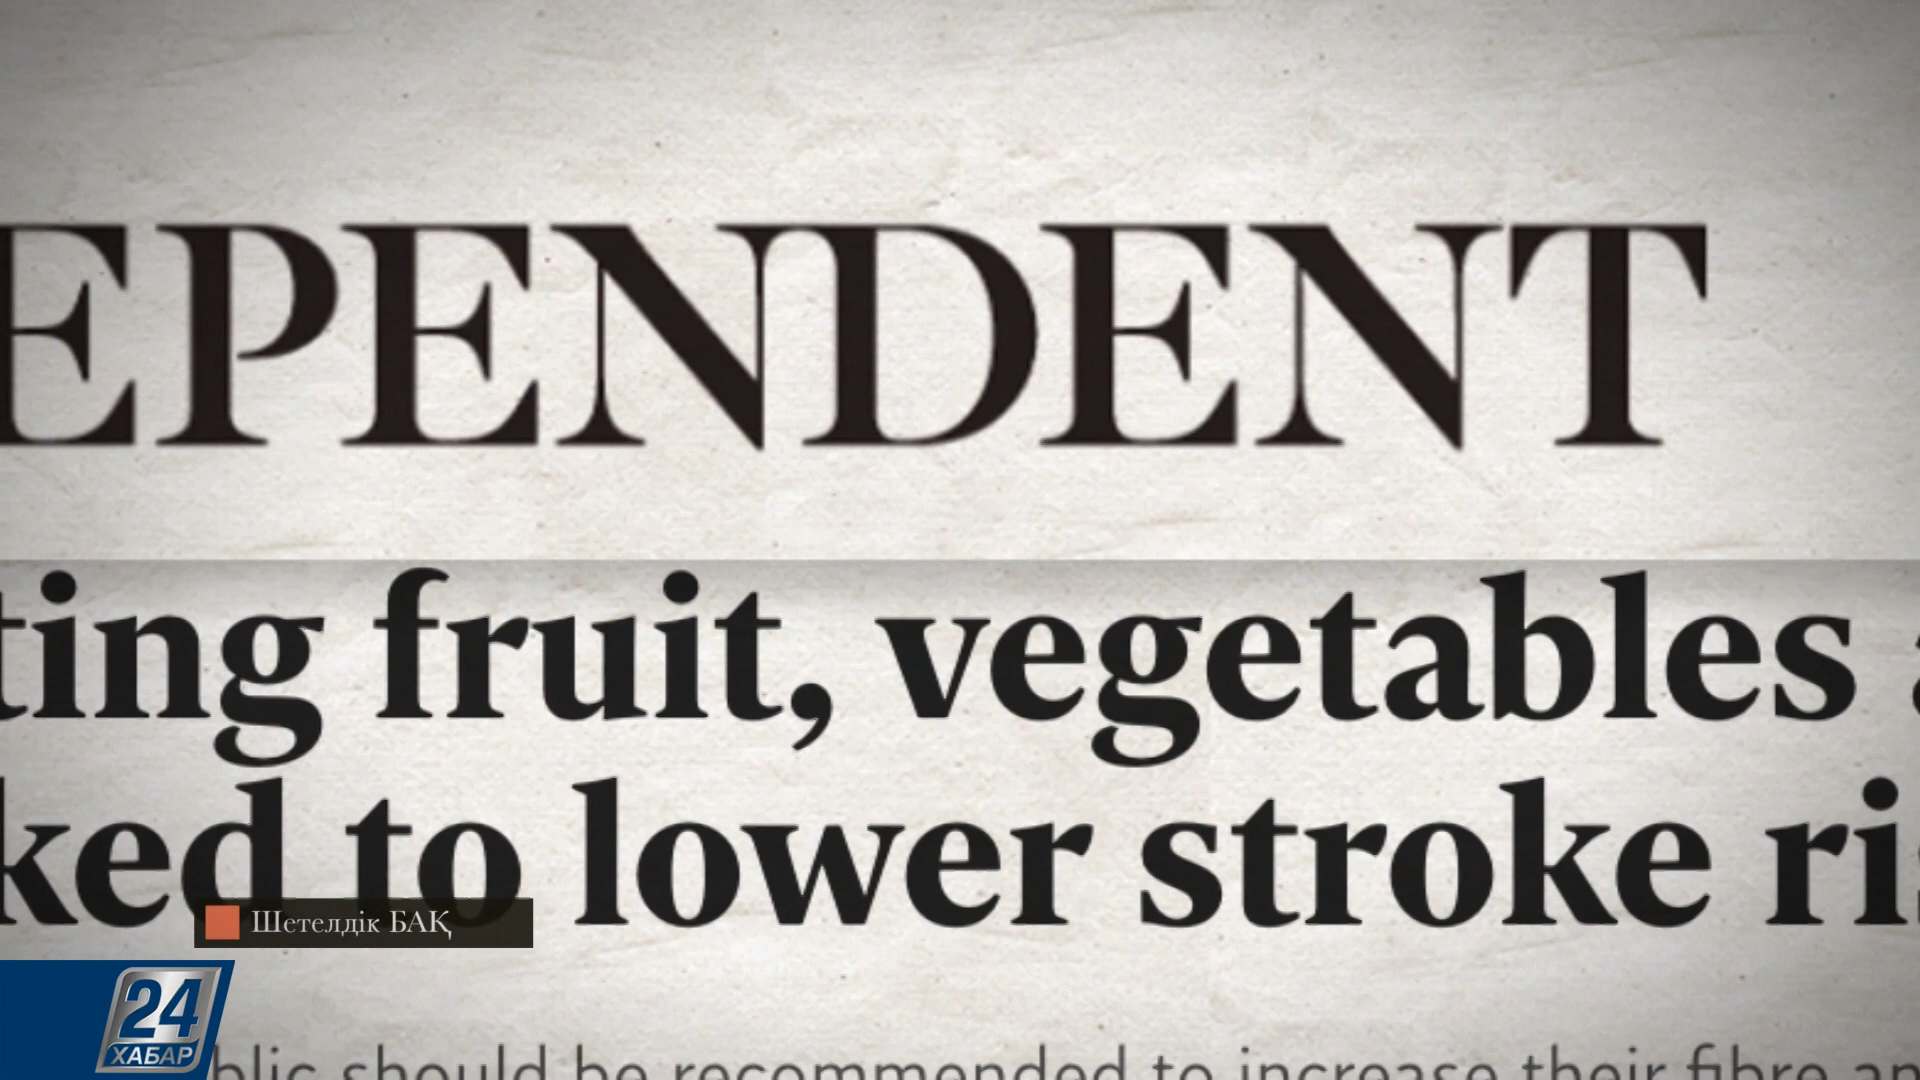 EPENDENT
ting fruit, vegetables a
ked to lower stroke ris
Шетелдік БАҚ
24
ХАБАР
blic should be recommended to increase their fibre an